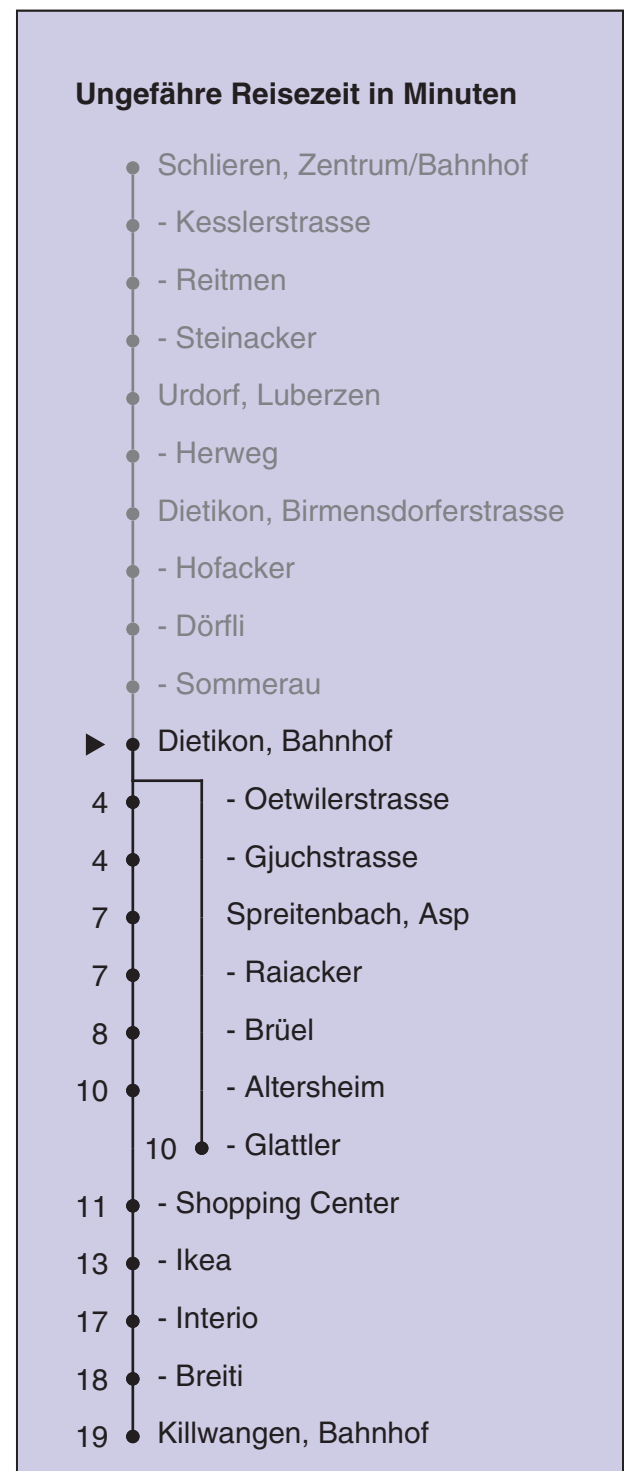 Ungefähre Reisezeit in Minuten
Schlieren, Zentrum/Bahnhof
- Kesslerstrasse
- Reitmen
- Steinacker
Urdorf, Luberzen
- Herweg
Dietikon, Birmensdorferstrasse
- Hofacker
- Dörfli
- Sommerau
Dietikon, Bahnhof
4 - Oetwilerstrasse
4 - Gjuchstrasse
7 Spreitenbach, Asp
7 - Raiacker
8 - Brüel
10 - Altersheim
10 - Glattler
11 - Shopping Center
13 - Ikea
17 - Interio
18 - Breiti
19 Killwangen, Bahnhof